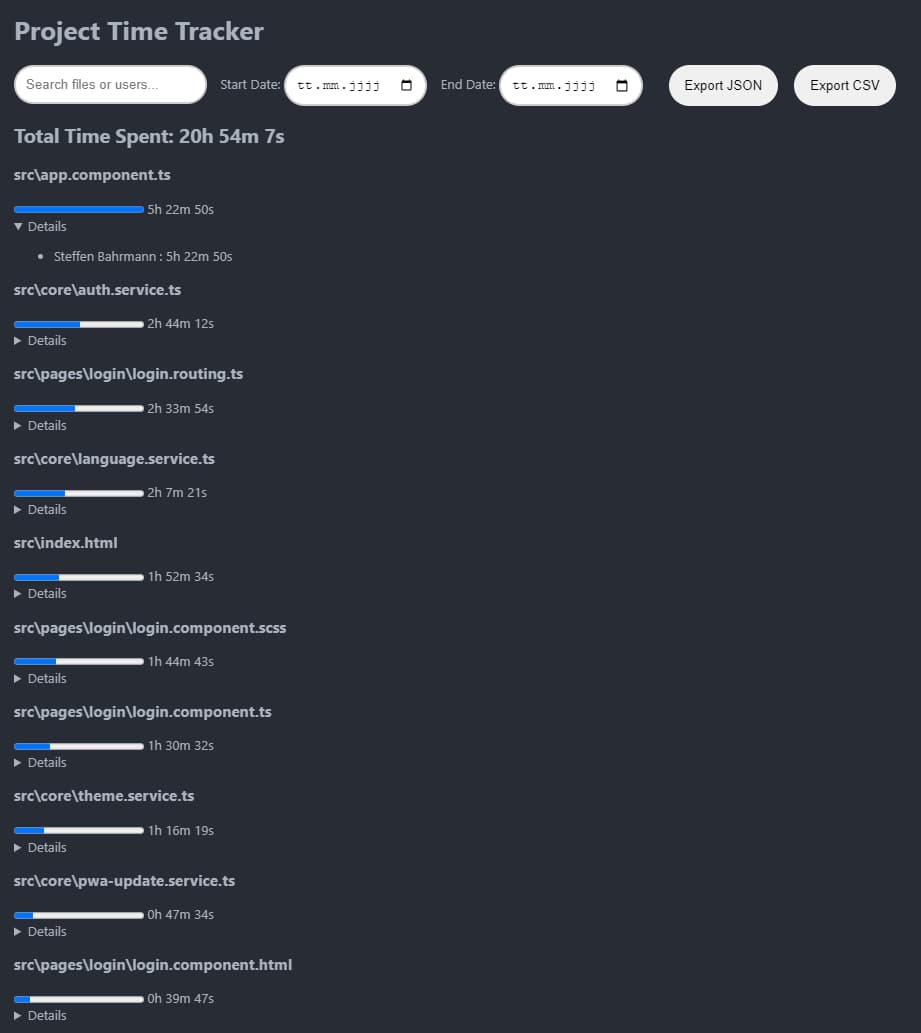 Project Time Tracker
Search files or users... Start Date: tt.mm.jjjj End Date: tt.mm.jjjj Export JSON Export CSV
Total Time Spent: 20h 54m 7s
src\app.component.ts
5h 22m 50s
Details
Steffen Bahrmann : 5h 22m 50s
src\core\auth.service.ts
2h 44m 12s
Details
src\pages\login\login.routing.ts
2h 33m 54s
Details
src\core\language.service.ts
2h 7m 21s
Details
src\index.html
1h 52m 34s
Details
src\pages\login\login.component.scss
1h 44m 43s
Details
src\pages\login\login.component.ts
1h 30m 32s
Details
src\core\theme.service.ts
1h 16m 19s
Details
src\core\pwa-update.service.ts
0h 47m 34s
Details
src\pages\login\login.component.html
0h 39m 47s
Details